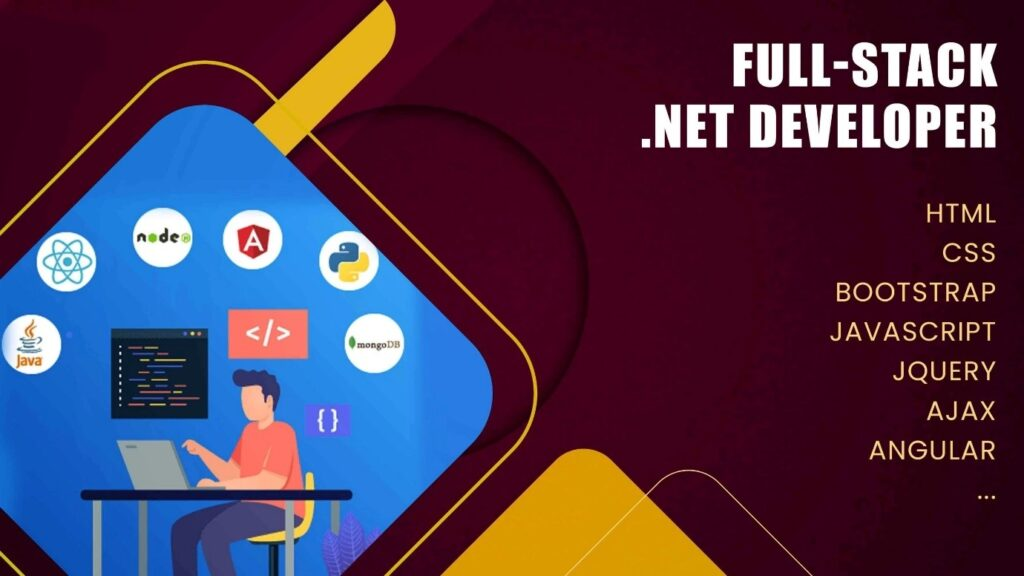 FULL-STACK
.NET DEVELOPER
HTML
CSS
BOOTSTRAP
JAVASCRIPT
JQUERY
AJAX
ANGULAR
...
node
A
Java
mongoDB
</>
{ }